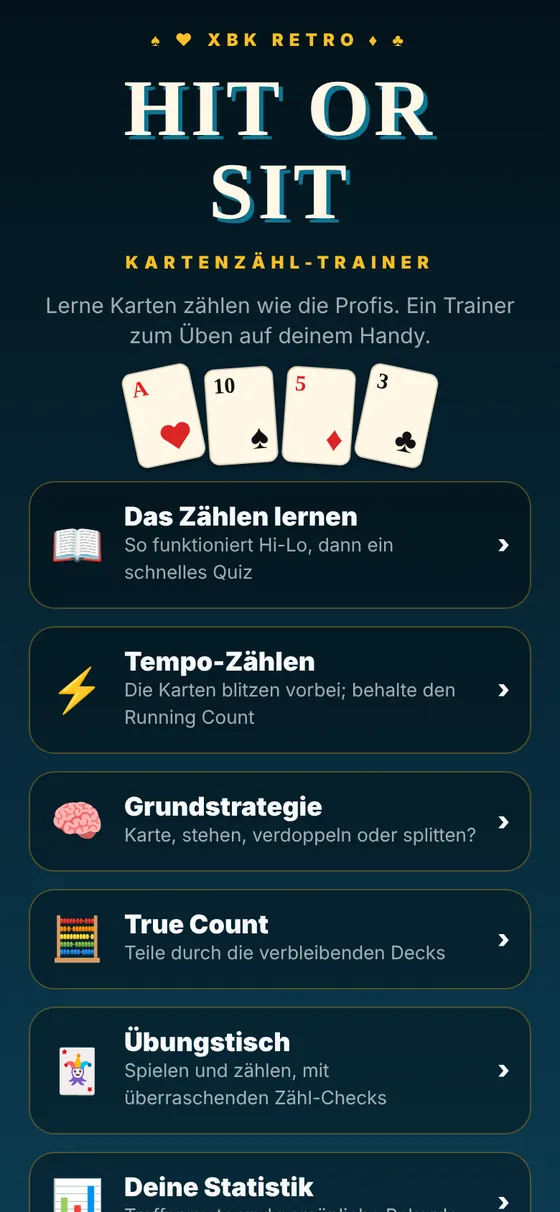 ♠ ♥ XBK RETRO ♦ ♣
HIT OR
SIT
KARTENZÄHL-TRAINER
Lerne Karten zählen wie die Profis. Ein Trainer
zum Üben auf deinem Handy.
A 10 5 3
Das Zählen lernen
So funktioniert Hi-Lo, dann ein
schnelles Quiz
Tempo-Zählen
Die Karten blitzen vorbei; behalte den
Running Count
Grundstrategie
Karte, stehen, verdoppeln oder splitten?
True Count
Teile durch die verbleibenden Decks
Übungstisch
Spielen und zählen, mit
überraschenden Zähl-Checks
Deine Statistik